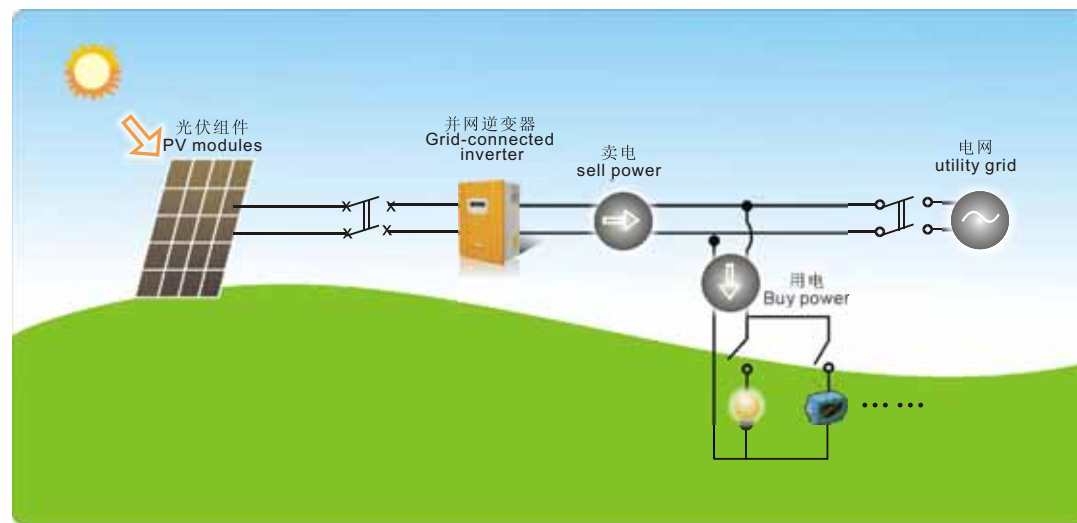 光伏组件
PV modules
并网逆变器
Grid-connected
inverter
卖电
sell power
电网
utility grid
用电
Buy power